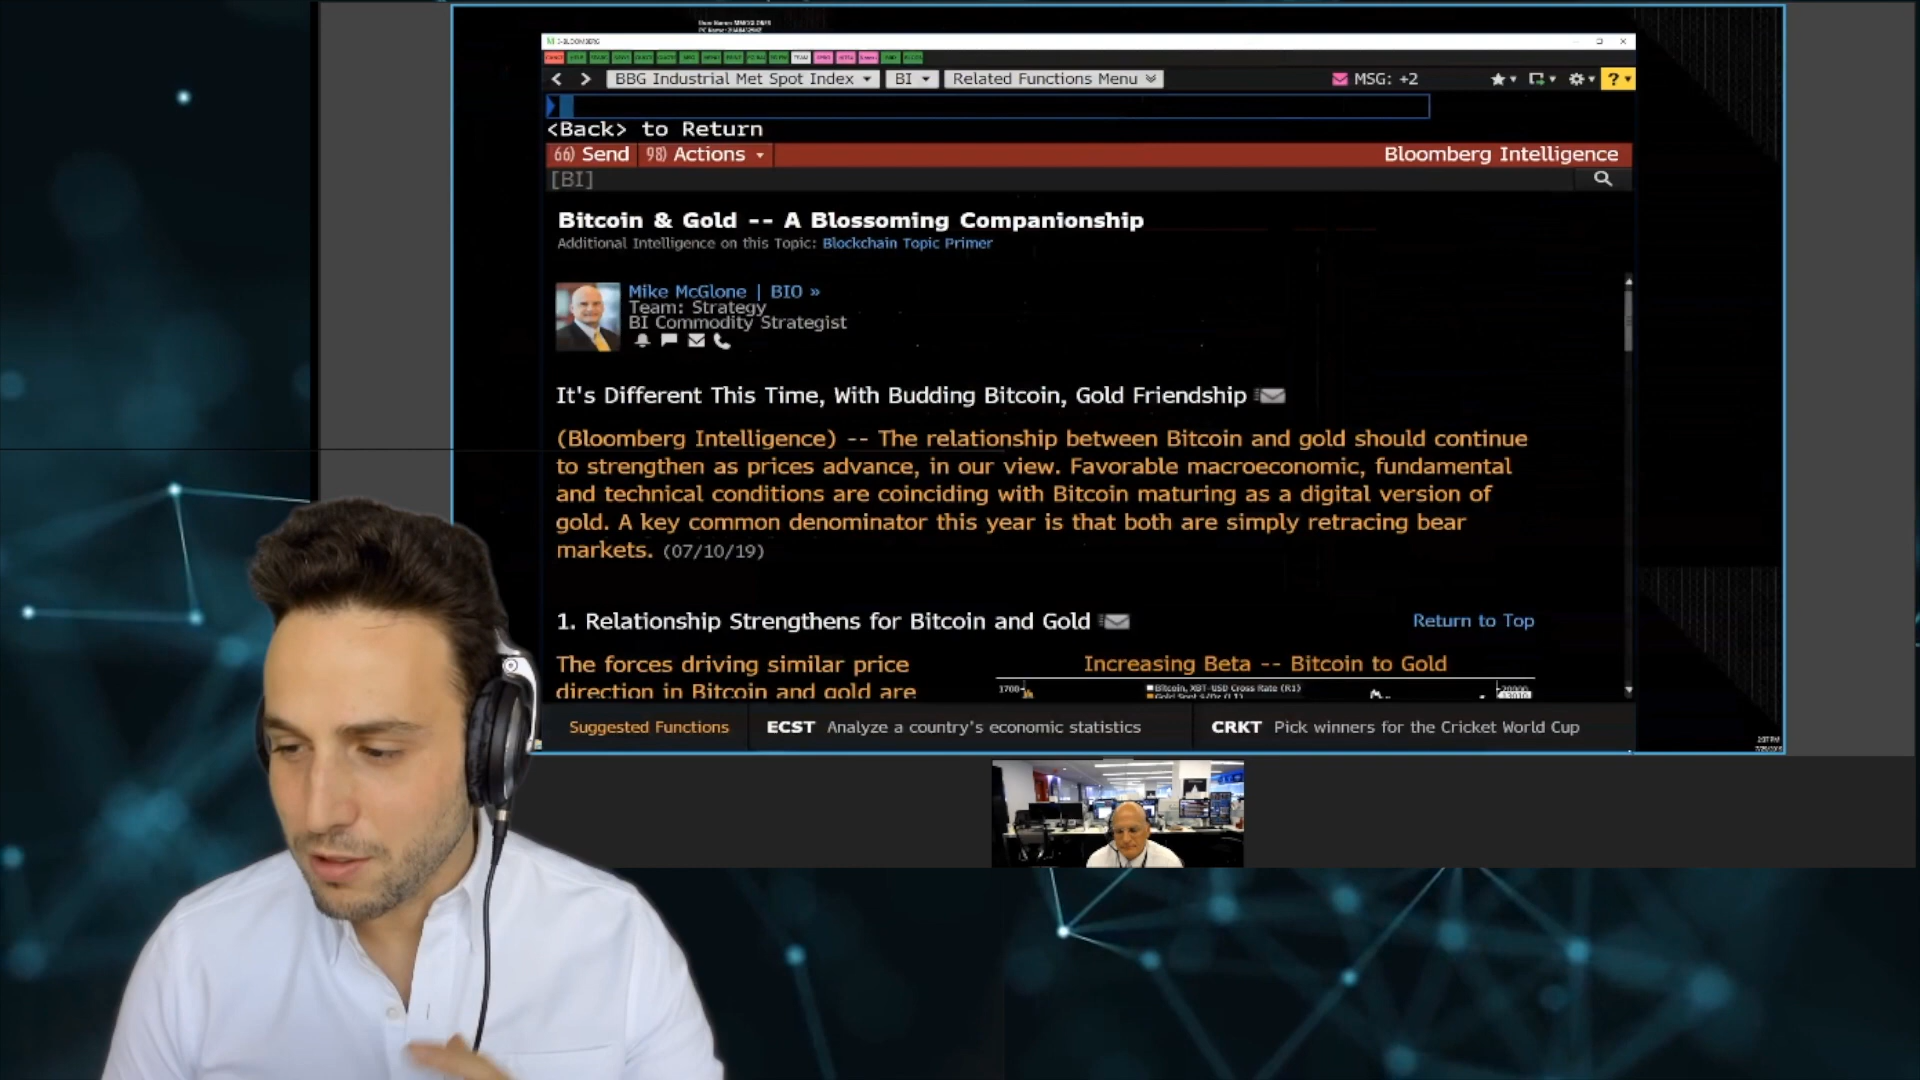 BBG Industrial Met Spot Index
BI
Related Functions Menu
MSG: +2
?
<Back> to Return
66) Send
98) Actions
Bloomberg Intelligence
[BI]
Bitcoin & Gold -- A Blossoming Companionship
Additional Intelligence on this Topic: Blockchain Topic Primer
Mike McGlone | BIO »
Team: Strategy
BI Commodity Strategist
It's Different This Time, With Budding Bitcoin, Gold Friendship
(Bloomberg Intelligence) -- The relationship between Bitcoin and gold should continue
to strengthen as prices advance, in our view. Favorable macroeconomic, fundamental
and technical conditions are coinciding with Bitcoin maturing as a digital version of
gold. A key common denominator this year is that both are simply retracing bear
markets. (07/10/19)
1. Relationship Strengthens for Bitcoin and Gold
Return to Top
The forces driving similar price
direction in Bitcoin and gold are
Increasing Beta -- Bitcoin to Gold
1700
Bitcoin, XBT-USD Cross Rate (R1)
Suggested Functions
ECST Analyze a country's economic statistics
CRKT Pick winners for the Cricket World Cup